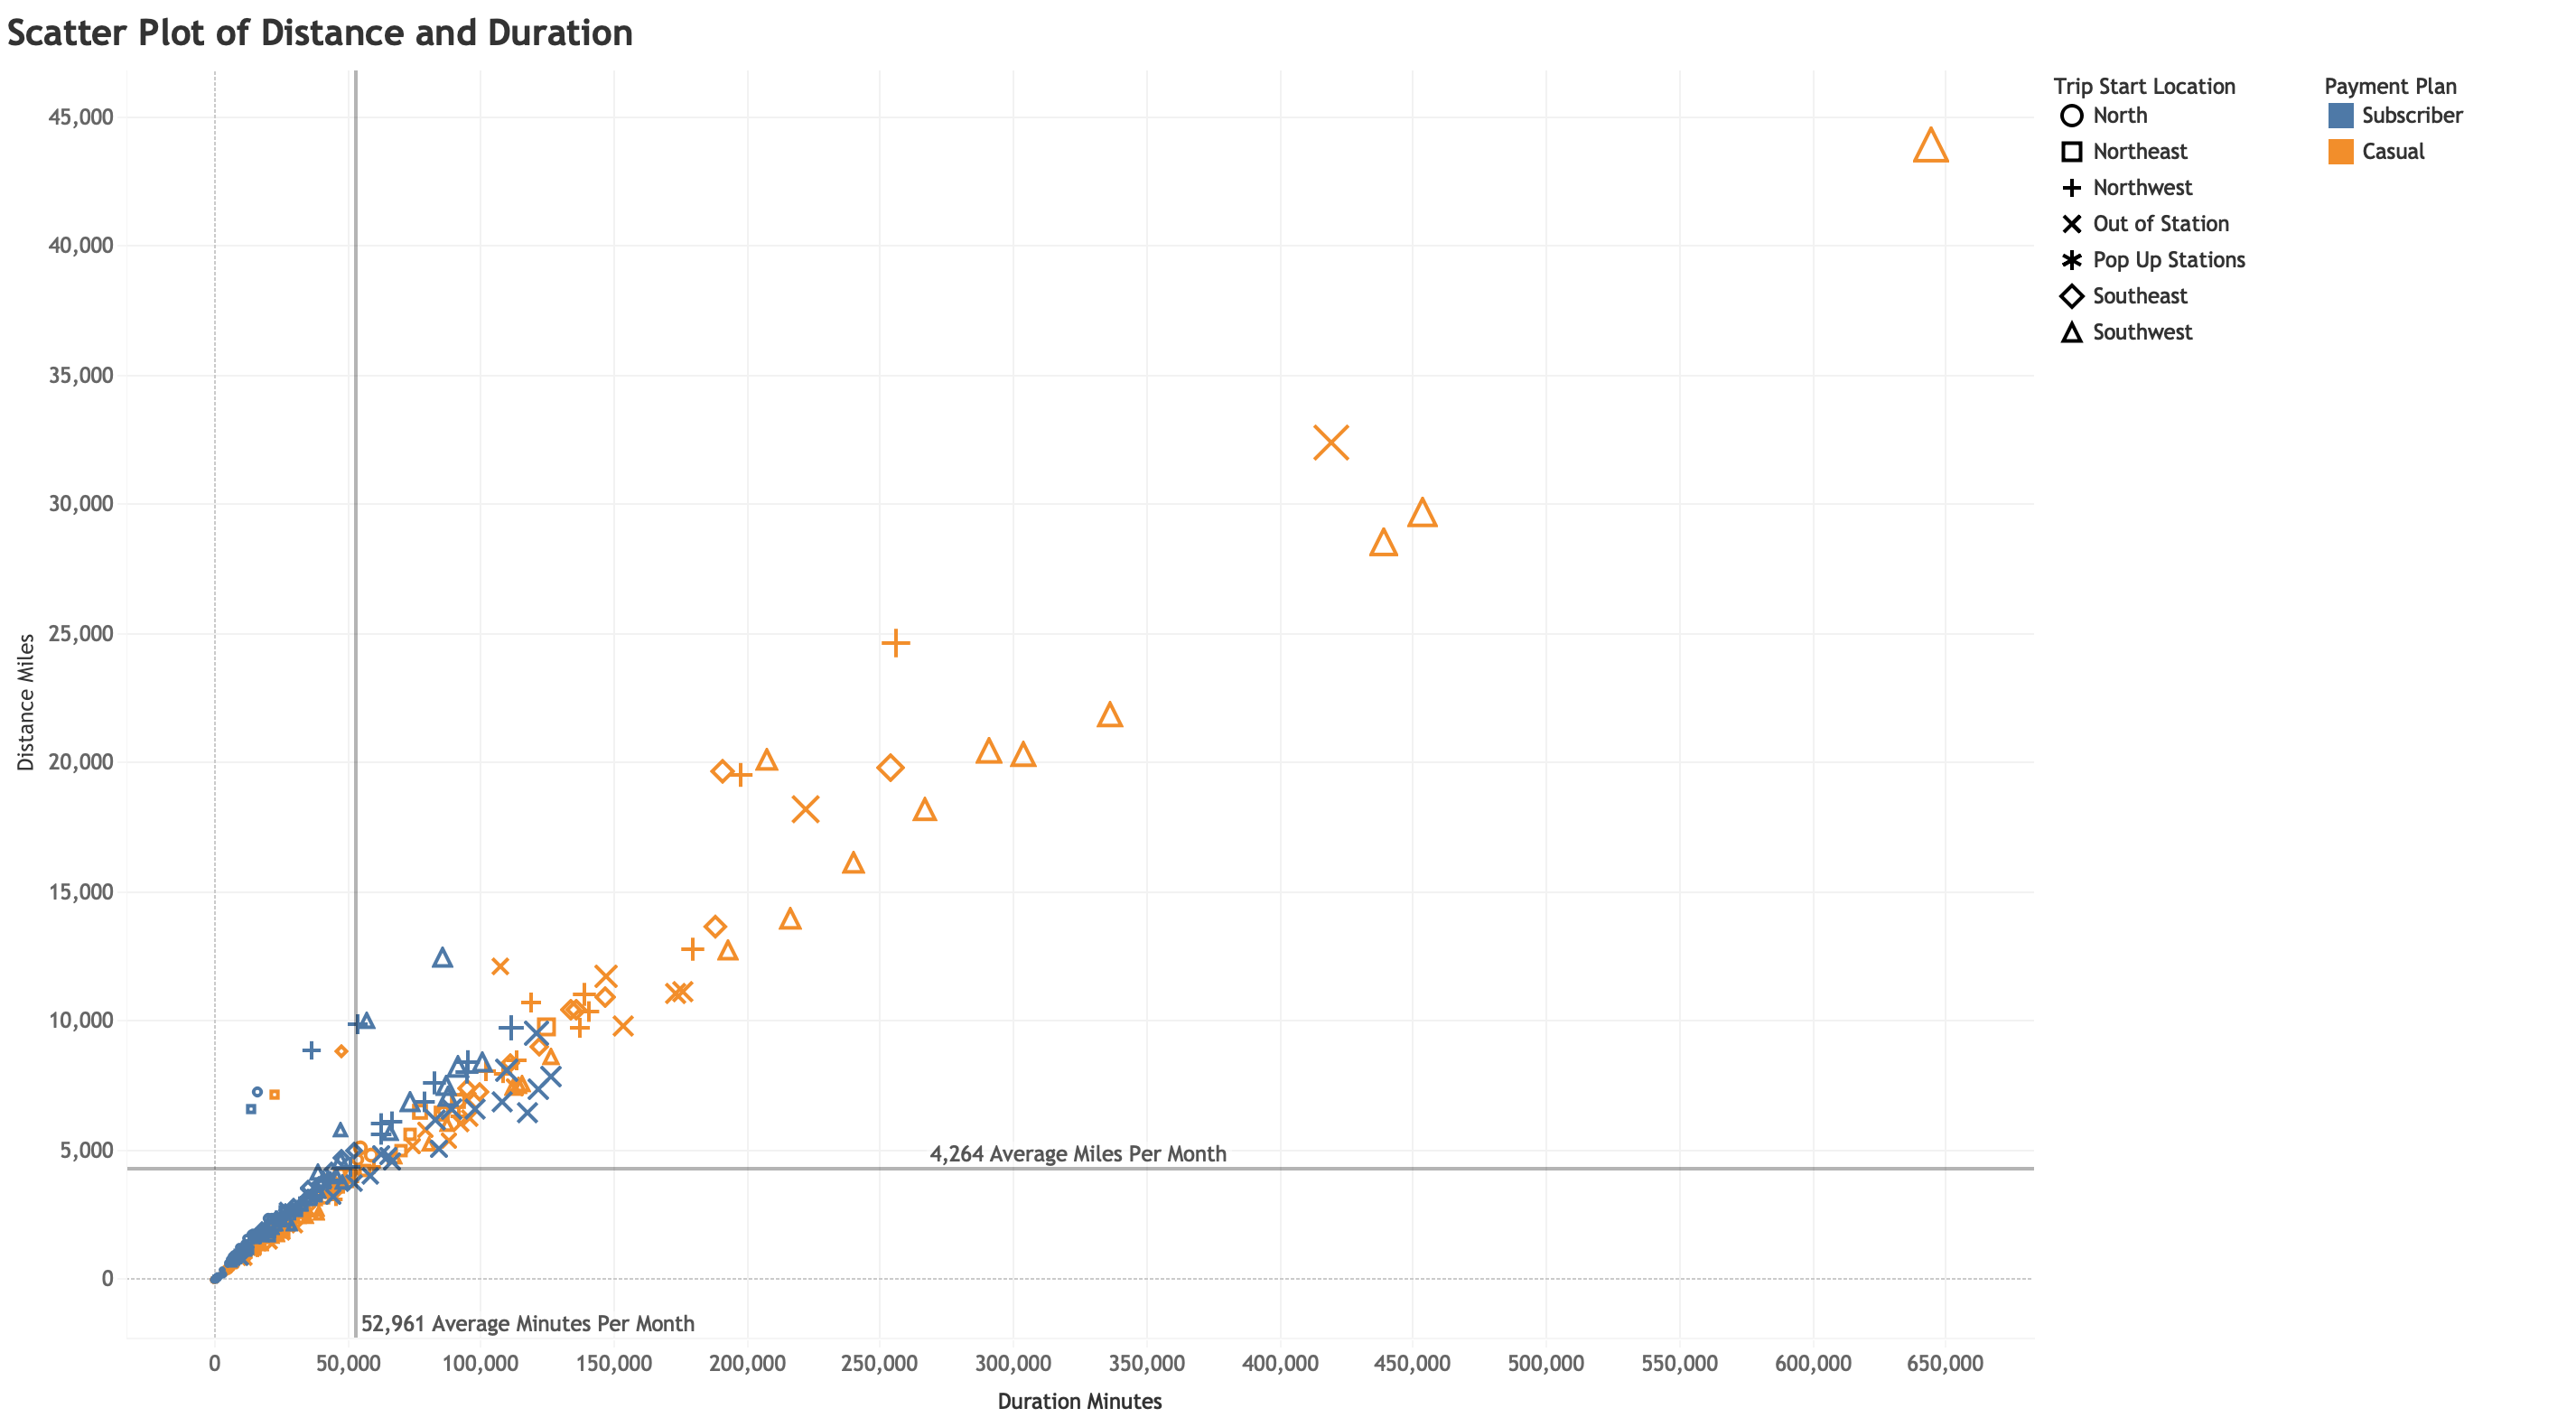 Scatter Plot of Distance and Duration
Trip Start Location
North
Northeast
Northwest
Out of Station
Pop Up Stations
Southeast
Southwest
Payment Plan
Subscriber
Casual
Distance Miles
45,000
40,000
35,000
30,000
25,000
20,000
15,000
10,000
5,000
0
4,264 Average Miles Per Month
52,961 Average Minutes Per Month
0
50,000
100,000
150,000
200,000
250,000
300,000
350,000
400,000
450,000
500,000
550,000
600,000
650,000
Duration Minutes